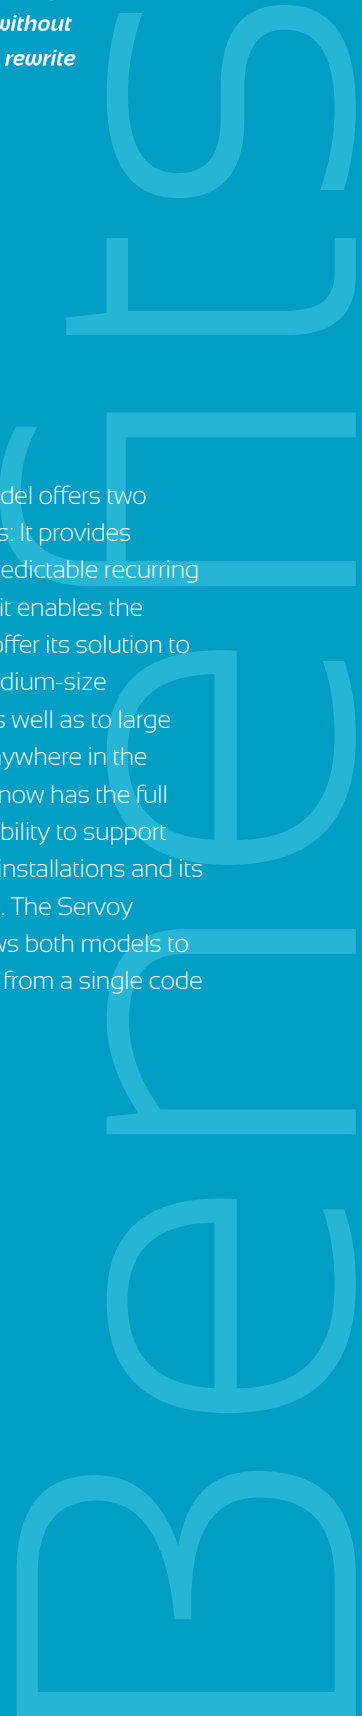 without
rewrite
del offers two
s: It provides
redictable recurring
it enables the
offer its solution to
dium-size
s well as to large
nywhere in the
now has the full
bility to support
installations and its
. The Servoy
ws both models to
from a single code
Benefits